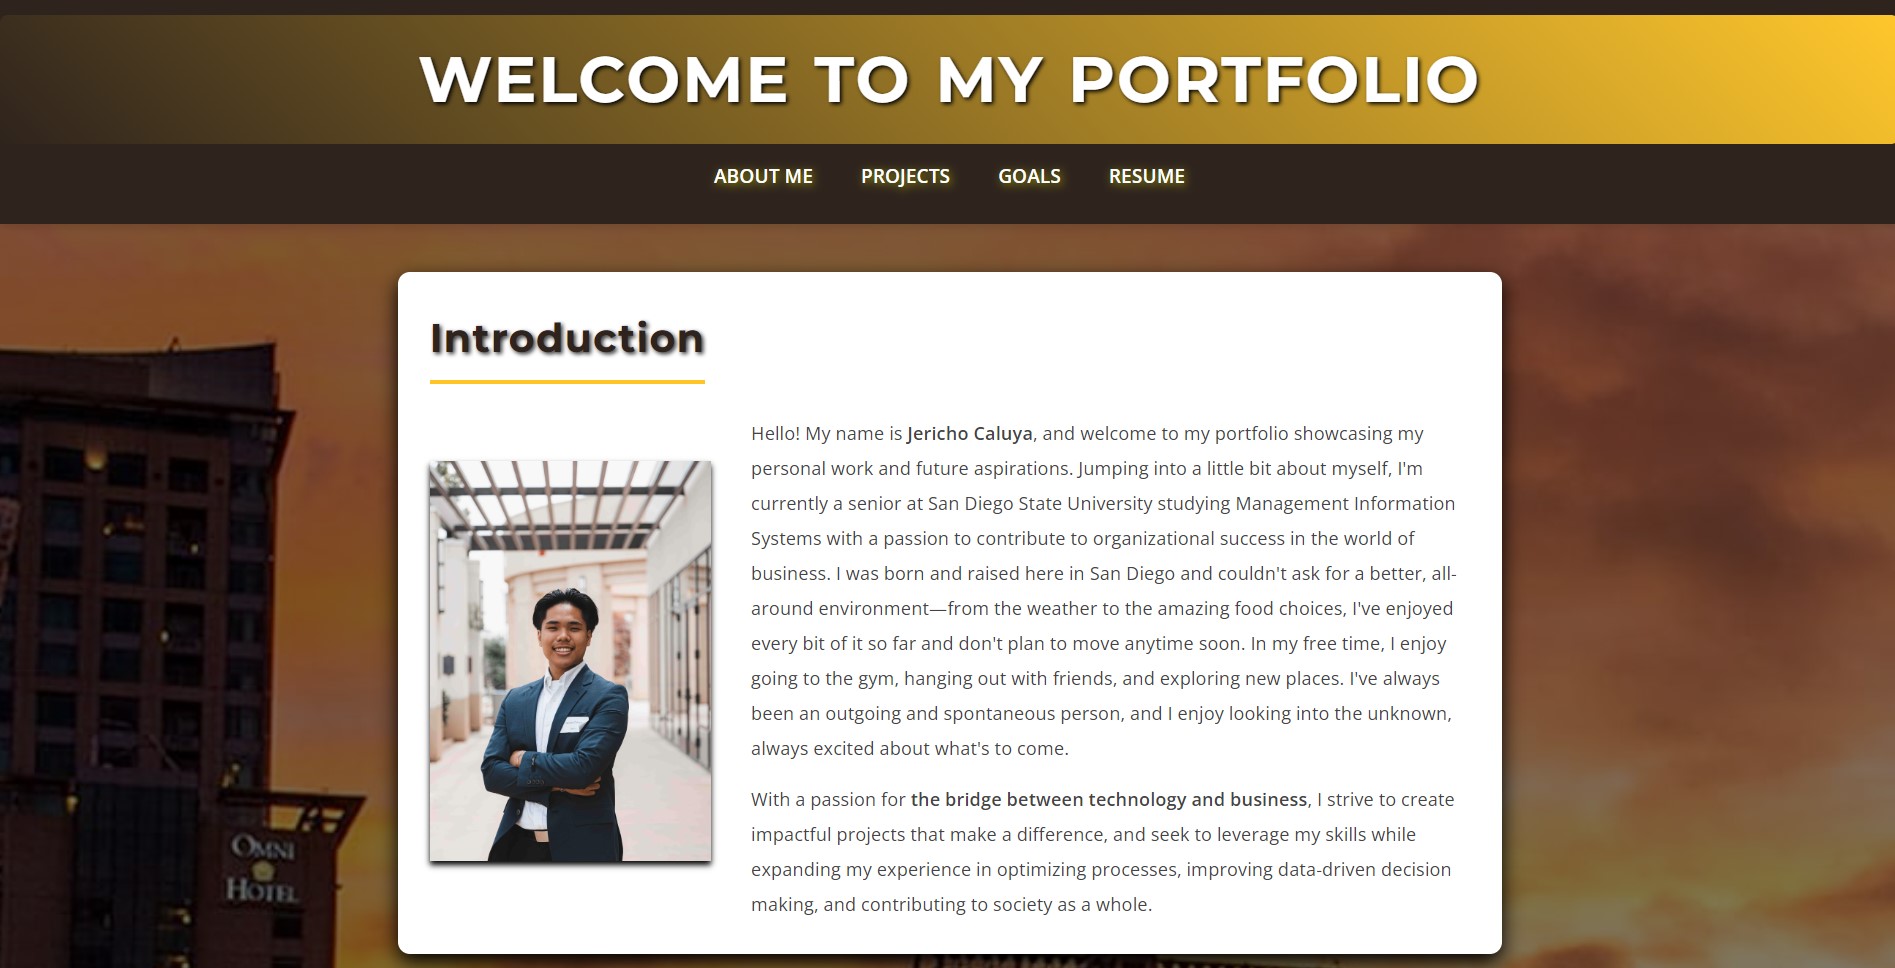 WELCOME TO MY PORTFOLIO
ABOUT ME PROJECTS GOALS RESUME
Introduction
Hello! My name is Jericho Caluya, and welcome to my portfolio showcasing my
personal work and future aspirations. Jumping into a little bit about myself, I'm
currently a senior at San Diego State University studying Management Information
Systems with a passion to contribute to organizational success in the world of
business. I was born and raised here in San Diego and couldn't ask for a better, all-
around environment—from the weather to the amazing food choices, I've enjoyed
every bit of it so far and don't plan to move anytime soon. In my free time, I enjoy
going to the gym, hanging out with friends, and exploring new places. I've always
been an outgoing and spontaneous person, and I enjoy looking into the unknown,
always excited about what's to come.
With a passion for the bridge between technology and business, I strive to create
impactful projects that make a difference, and seek to leverage my skills while
expanding my experience in optimizing processes, improving data-driven decision
making, and contributing to society as a whole.
OMNI
HOTEL